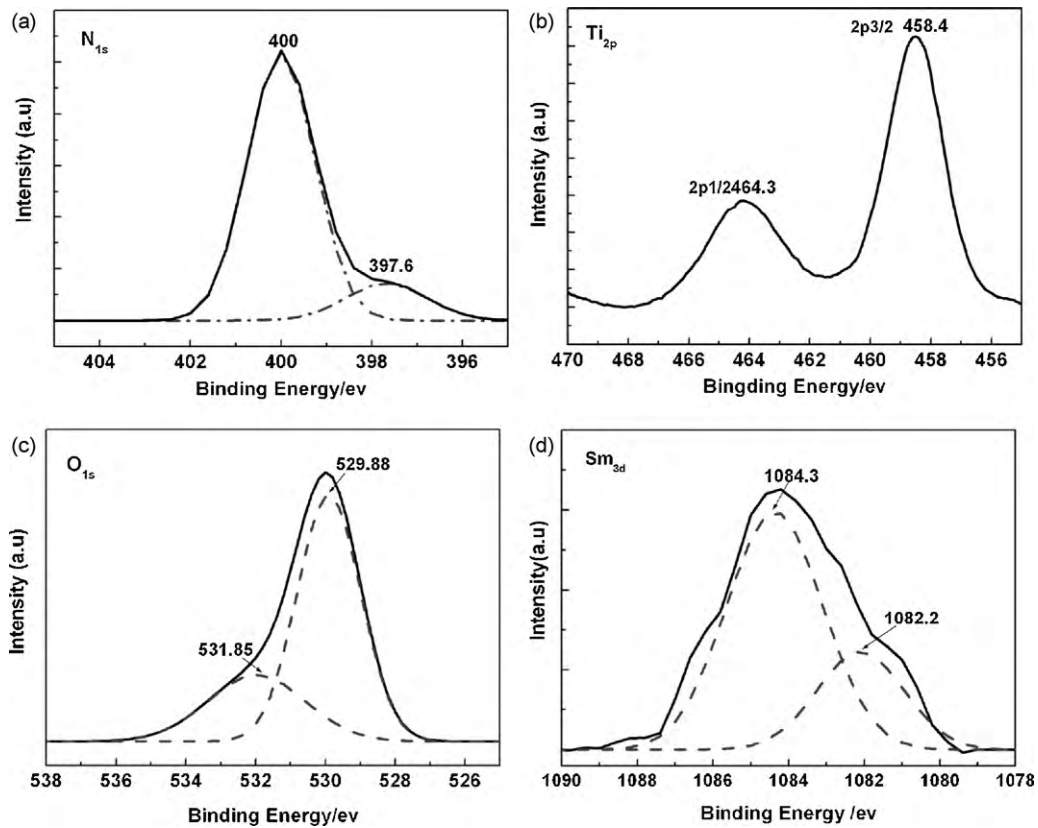 (a)
N1s
400
397.6
Intensity (a.u)
404 402 400 398 396
Binding Energy/ev
(b)
Ti2p
2p3/2 458.4
2p1/2464.3
Intensity (a.u)
470 468 466 464 462 460 458 456
Bingding Energy/ev
(c)
O1s
529.88
531.85
Intensity (a.u)
538 536 534 532 530 528 526
Binding Energy/ev
(d)
Sm3d
1084.3
1082.2
Intensity(a.u)
1090 1088 1086 1084 1082 1080 1078
Binding Energy /ev